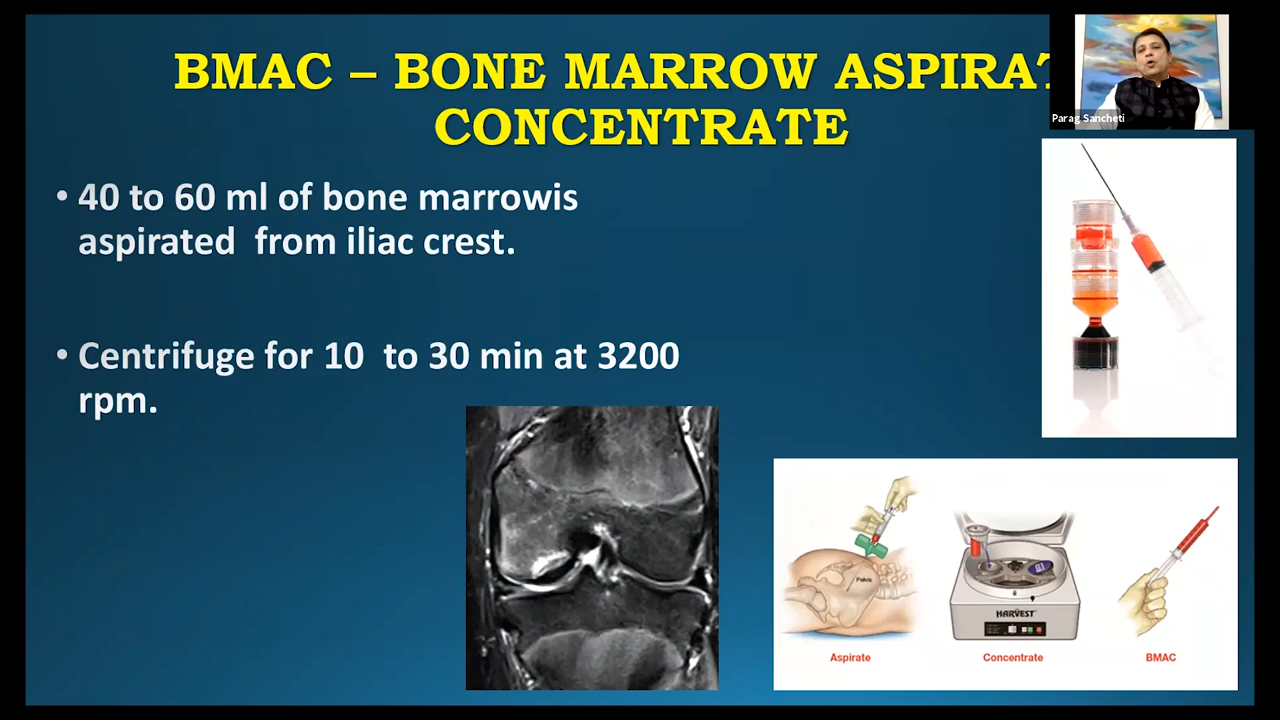 BMAC – BONE MARROW ASPIRAT
CONCENTRATE
Parag Sancheti
• 40 to 60 ml of bone marrowis
aspirated from iliac crest.
• Centrifuge for 10 to 30 min at 3200
rpm.
Pelvis
HARVEST
Aspirate
Concentrate
BMAC